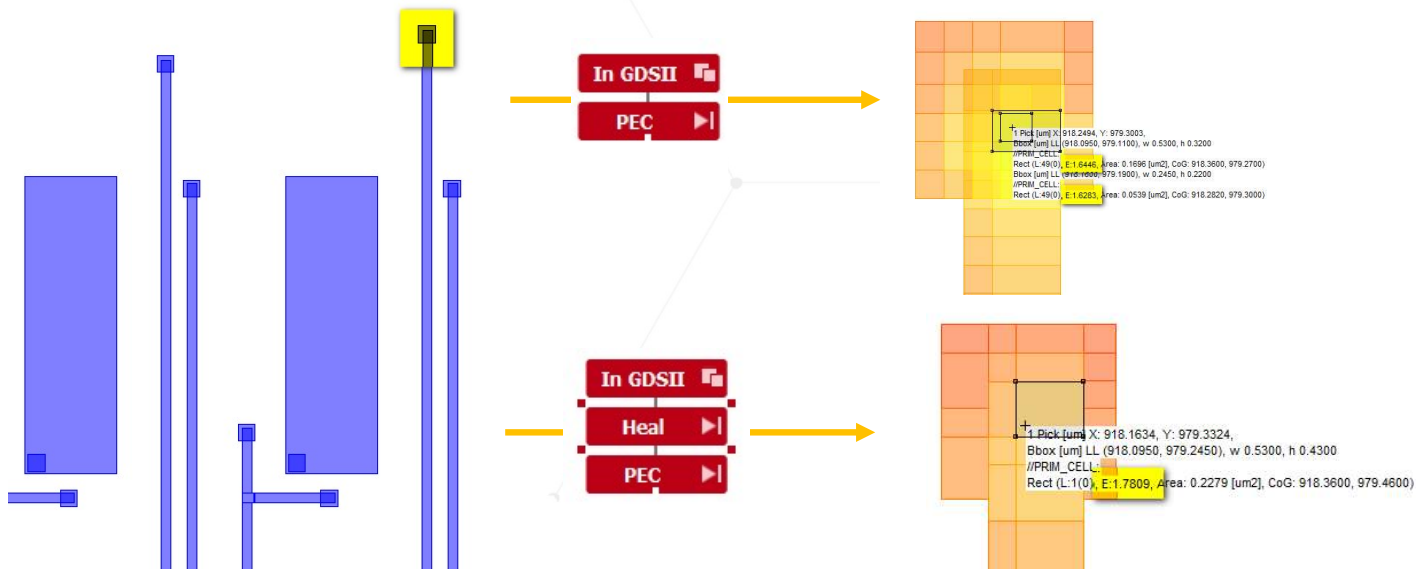 In GDSII
PEC
1 Pick [um] X: 918.2494, Y: 979.3003,
Bbox [um] LL (918.0950, 979.1100), w 0.5300, h 0.3200
//PRIM_CELL:
Rect (L:49(0), E:1.6446, Area: 0.1696 [um2], CoG: 918.3600, 979.2700)
Bbox [um] LL (918.1600, 979.1900), w 0.2450, h 0.2200
//PRIM_CELL:
Rect (L:49(0), E:1.6283, Area: 0.0539 [um2], CoG: 918.2820, 979.3000)
In GDSII
Heal
PEC
1 Pick [um] X: 918.1634, Y: 979.3324,
Bbox [um] LL (918.0950, 979.2450), w 0.5300, h 0.4300
//PRIM_CELL:
Rect (L:1(0), E:1.7809, Area: 0.2279 [um2], CoG: 918.3600, 979.4600)